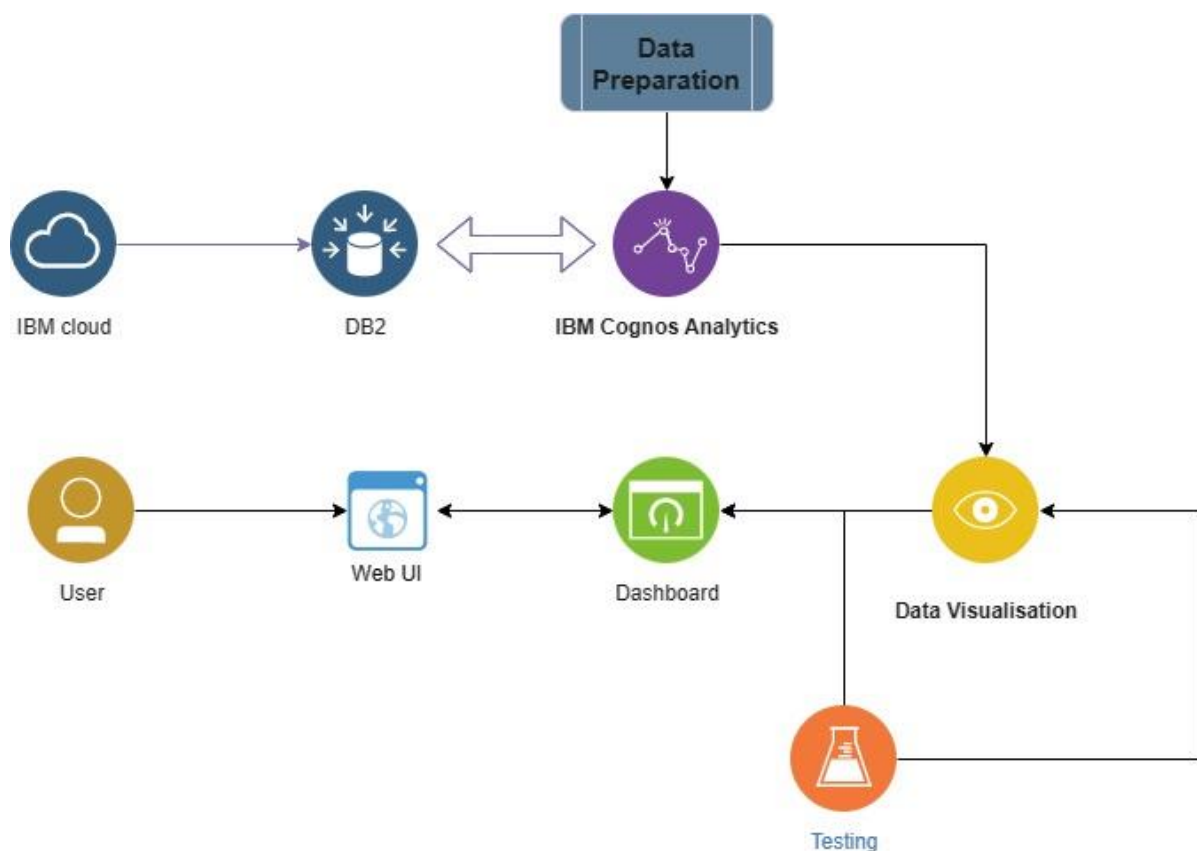 Data
Preparation
IBM cloud
DB2
IBM Cognos Analytics
User
Web UI
Dashboard
Data Visualisation
Testing